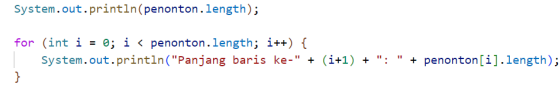 System.out.println(penonton.length);
for (int i = 0; i < penonton.length; i++) {
System.out.println("Panjang baris ke-" + (i+1) + ": " + penonton[i].length);
}